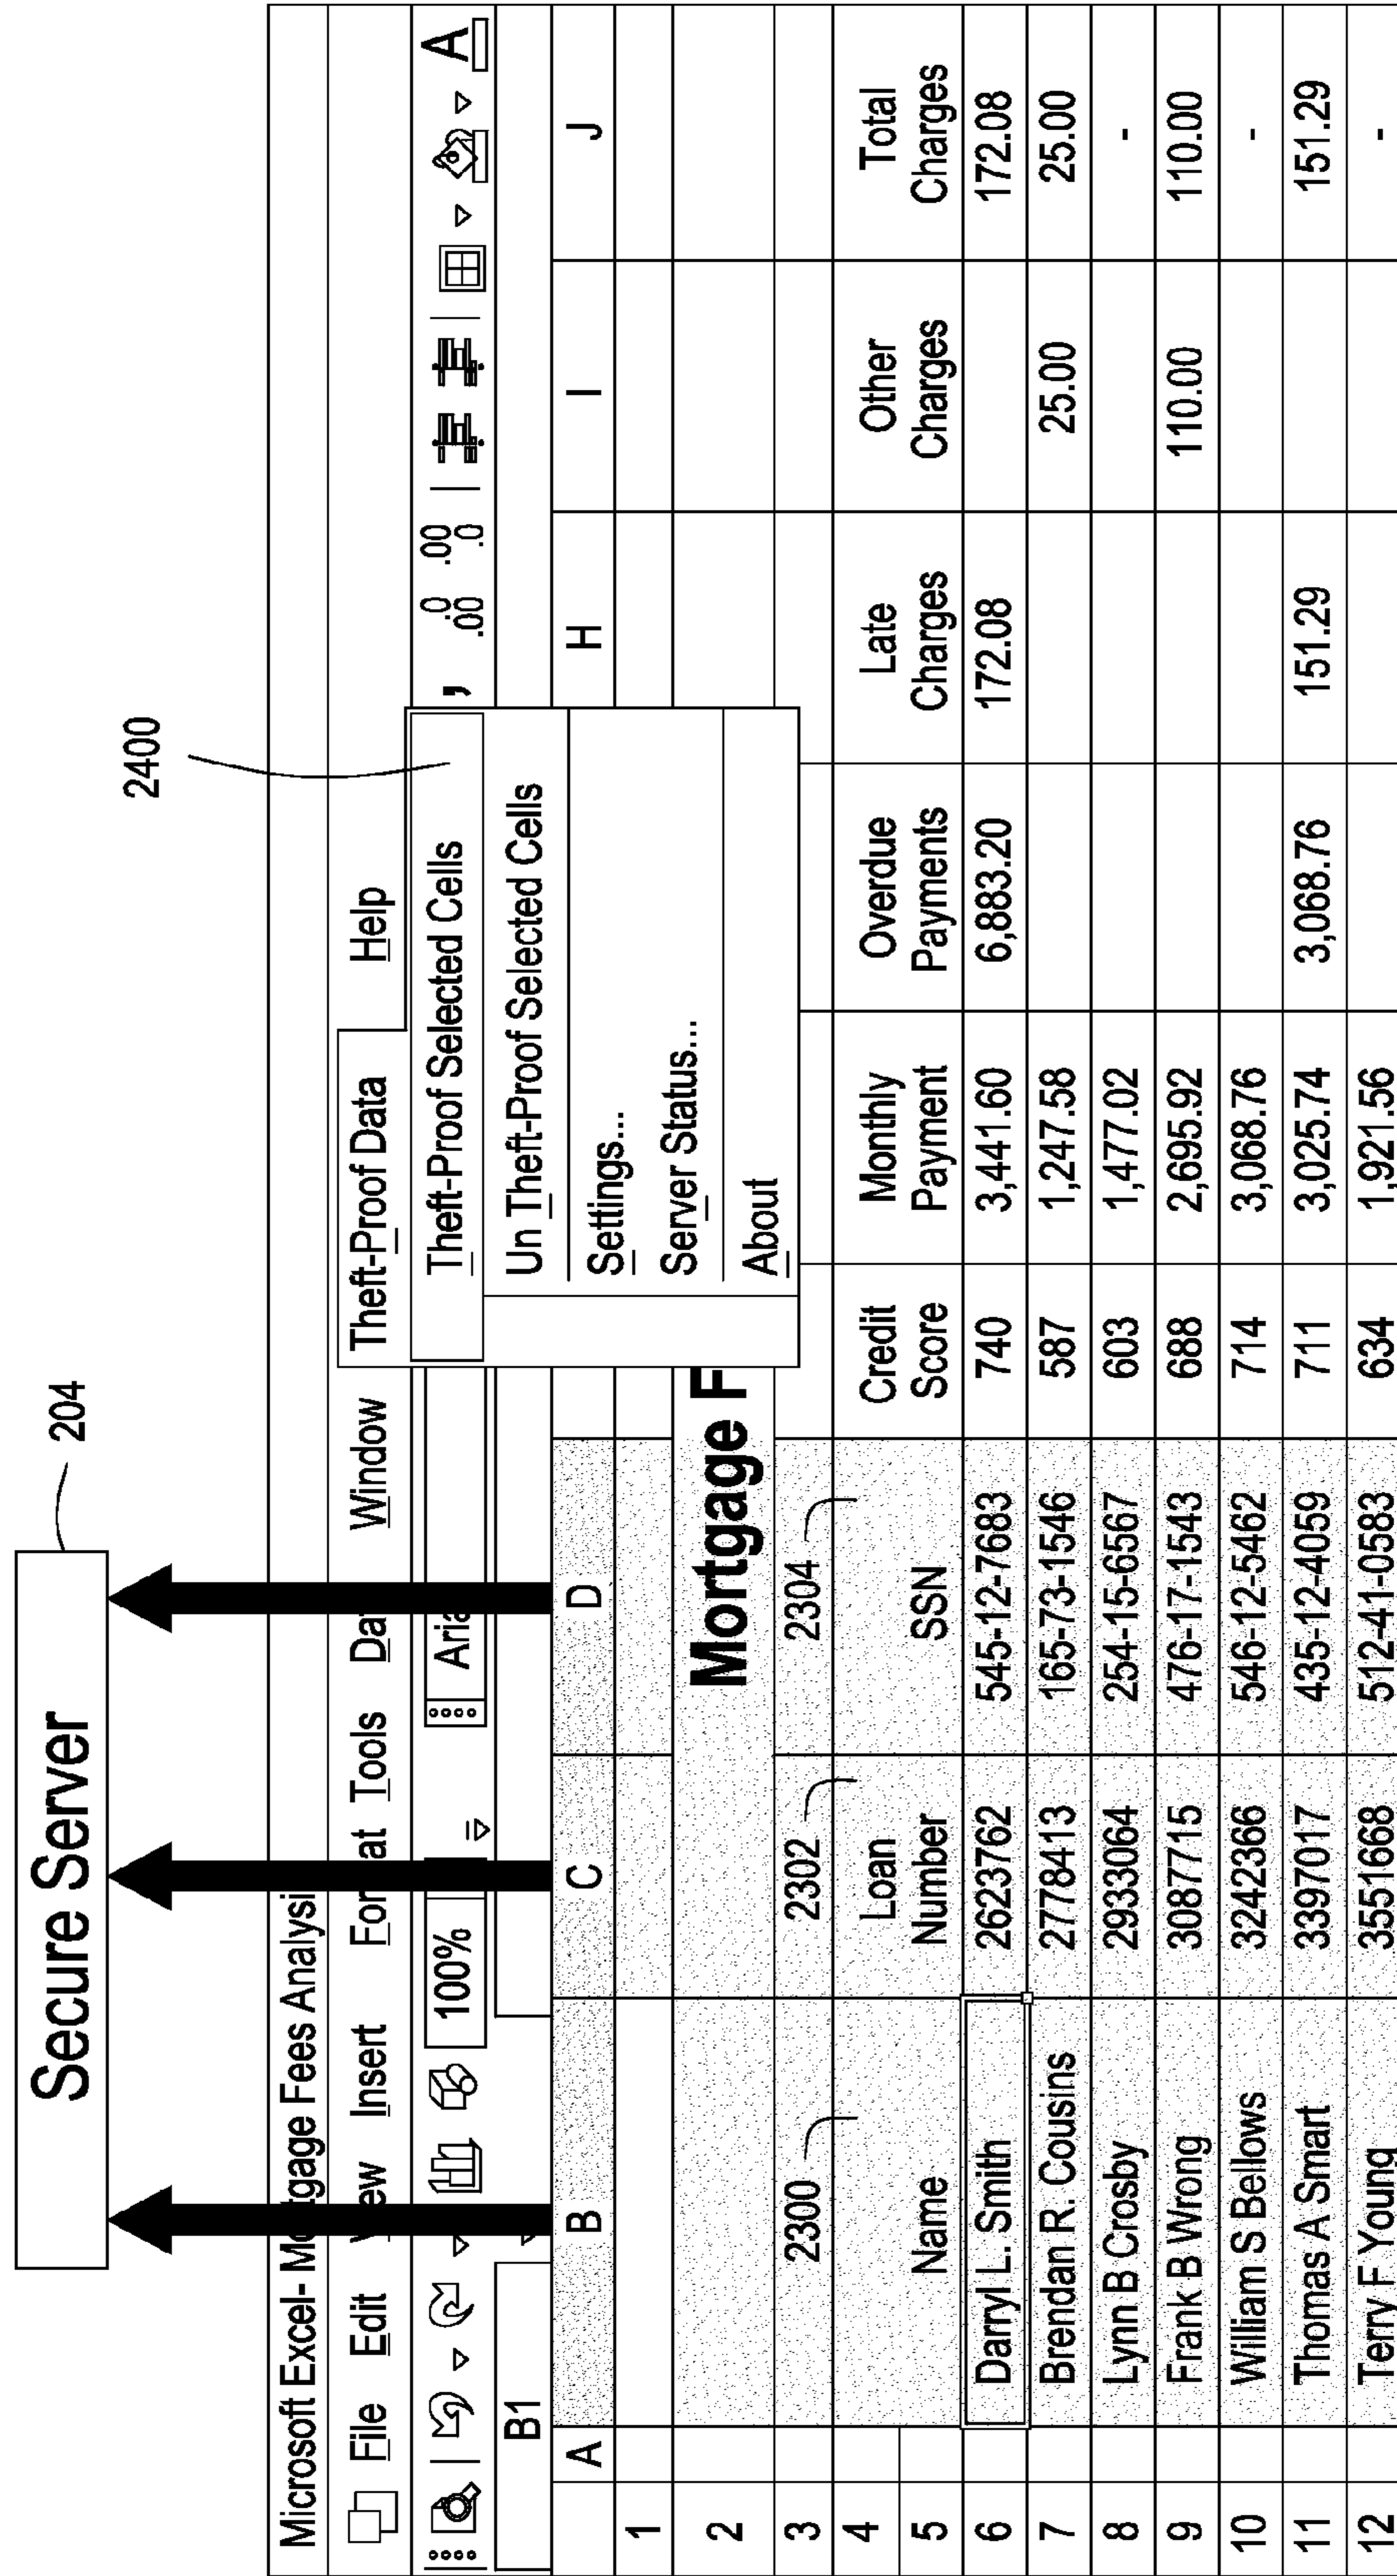 Secure Server
204
2400
Microsoft Excel- Mortgage Fees Analysi
File Edit View Insert Format Tools Da Window Theft-Proof Data Help
100% Aria , .0 .00 .00 .0 A
Theft-Proof Selected Cells
Un Theft-Proof Selected Cells
Settings...
Server Status...
About
B1
A B C D H I J
1
2 Mortgage F
3 2300 2302 2304
4 Loan Credit Monthly Overdue Late Other Total
5 Name Number SSN Score Payment Payments Charges Charges Charges
6 Darryl L. Smith 2623762 545-12-7683 740 3,441.60 6,883.20 172.08 172.08
7 Brendan R. Cousins 2778413 165-73-1546 587 1,247.58 25.00 25.00
8 Lynn B Crosby 2933064 254-15-6567 603 1,477.02 -
9 Frank B Wrong 3087715 476-17-1543 688 2,695.92 110.00 110.00
10 William S Bellows 3242366 546-12-5462 714 3,068.76 -
11 Thomas A Smart 3397017 435-12-4059 711 3,025.74 3,068.76 151.29 151.29
12 Terry F Young 3551668 512-41-0583 634 1,921.56 -